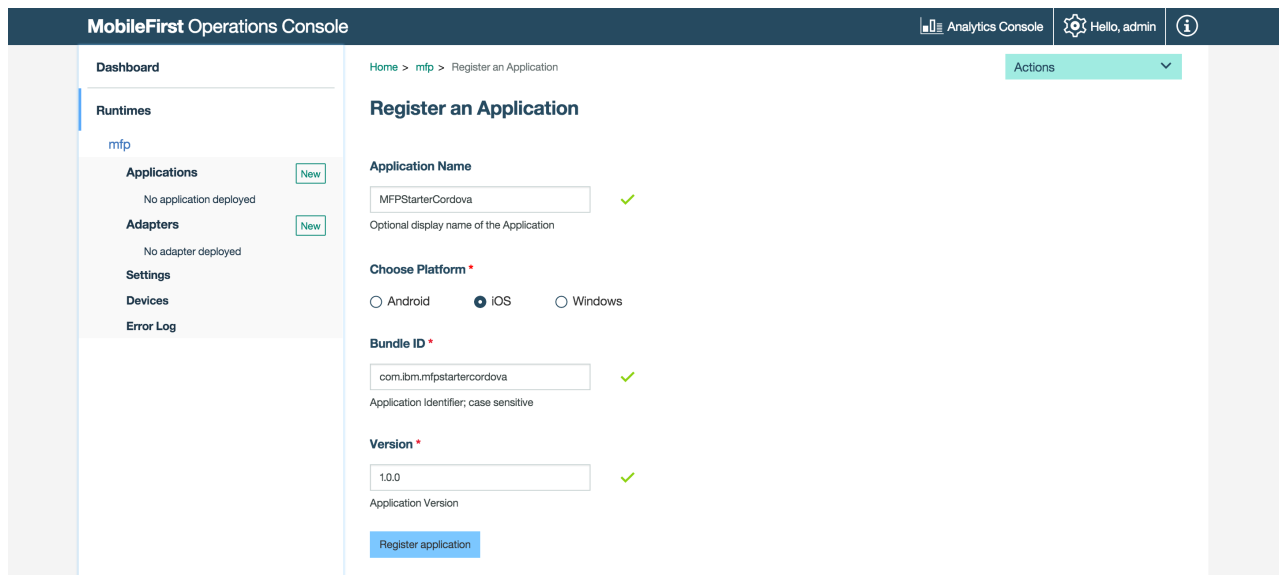 MobileFirst Operations Console
Analytics Console
Hello, admin
Dashboard
Runtimes
mfp
Applications New
No application deployed
Adapters New
No adapter deployed
Settings
Devices
Error Log
Home > mfp > Register an Application
Actions
Register an Application
Application Name
MFPStarterCordova
Optional display name of the Application
Choose Platform *
Android iOS Windows
Bundle ID *
com.ibm.mfpstartercordova
Application Identifier; case sensitive
Version *
1.0.0
Application Version
Register application